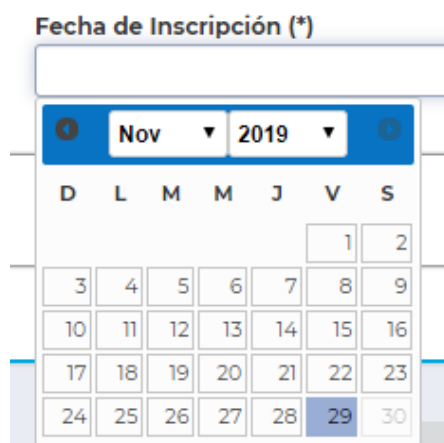 Fecha de Inscripción (*)
Nov 2019
D L M M J V S
1 2
3 4 5 6 7 8 9
10 11 12 13 14 15 16
17 18 19 20 21 22 23
24 25 26 27 28 29 30